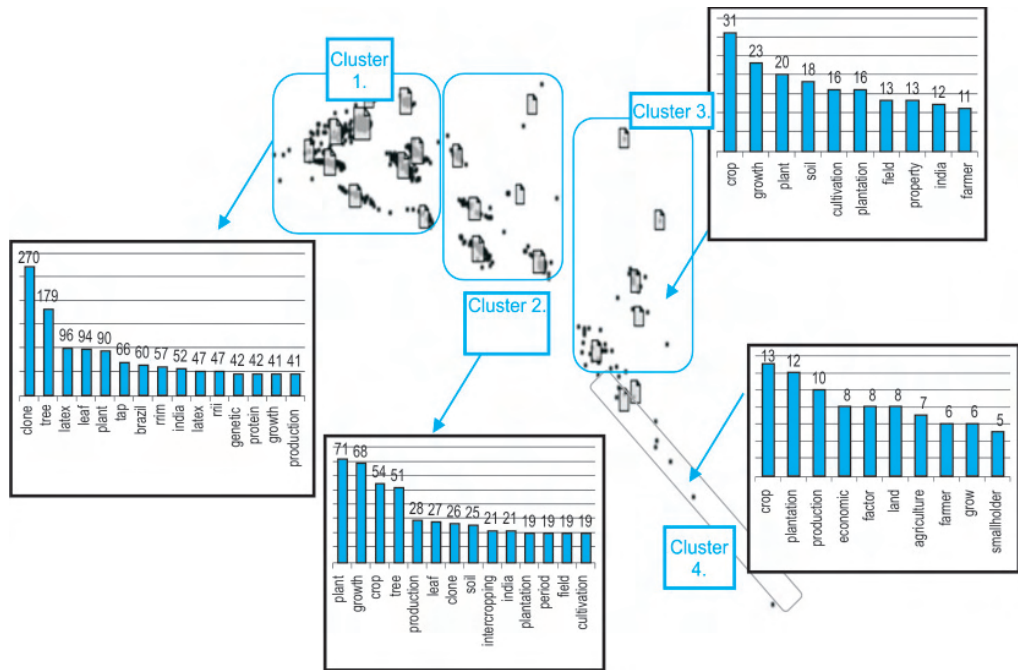 Cluster
1.
Cluster 3.
31
23
20
18
16
16
13
13
12
11
crop
growth
plant
soil
cultivation
plantation
field
property
india
farmer
270
179
96
94
90
66
60
57
52
47
47
42
42
41
41
clone
tree
latex
leaf
plant
tap
brazil
rrim
india
latex
rrii
genetic
protein
growth
production
Cluster 2.
71
68
54
51
28
27
26
25
21
21
19
19
19
19
plant
growth
crop
tree
production
leaf
clone
soil
intercropping
india
plantation
period
field
cultivation
13
12
10
8
8
8
7
6
6
5
crop
plantation
production
economic
factor
land
agriculture
farmer
grow
smallholder
Cluster
4.